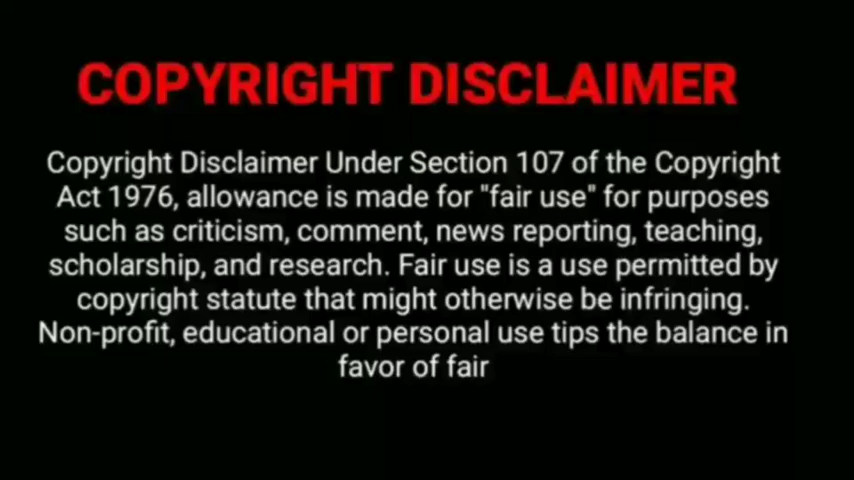 COPYRIGHT DISCLAIMER
Copyright Disclaimer Under Section 107 of the Copyright
Act 1976, allowance is made for "fair use" for purposes
such as criticism, comment, news reporting, teaching,
scholarship, and research. Fair use is a use permitted by
copyright statute that might otherwise be infringing.
Non-profit, educational or personal use tips the balance in
favor of fair